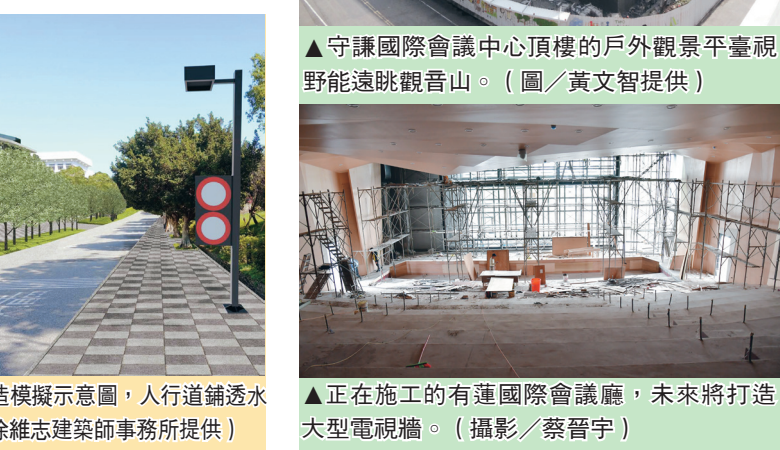 ▲守謙國際會議中心頂樓的戶外觀景平臺視
野能遠眺觀音山。(圖／黃文智提供)
造模擬示意圖,人行道鋪透水
徐維志建築師事務所提供)
▲正在施工的有蓮國際會議廳,未來將打造
大型電視牆。(攝影／蔡晉宇)